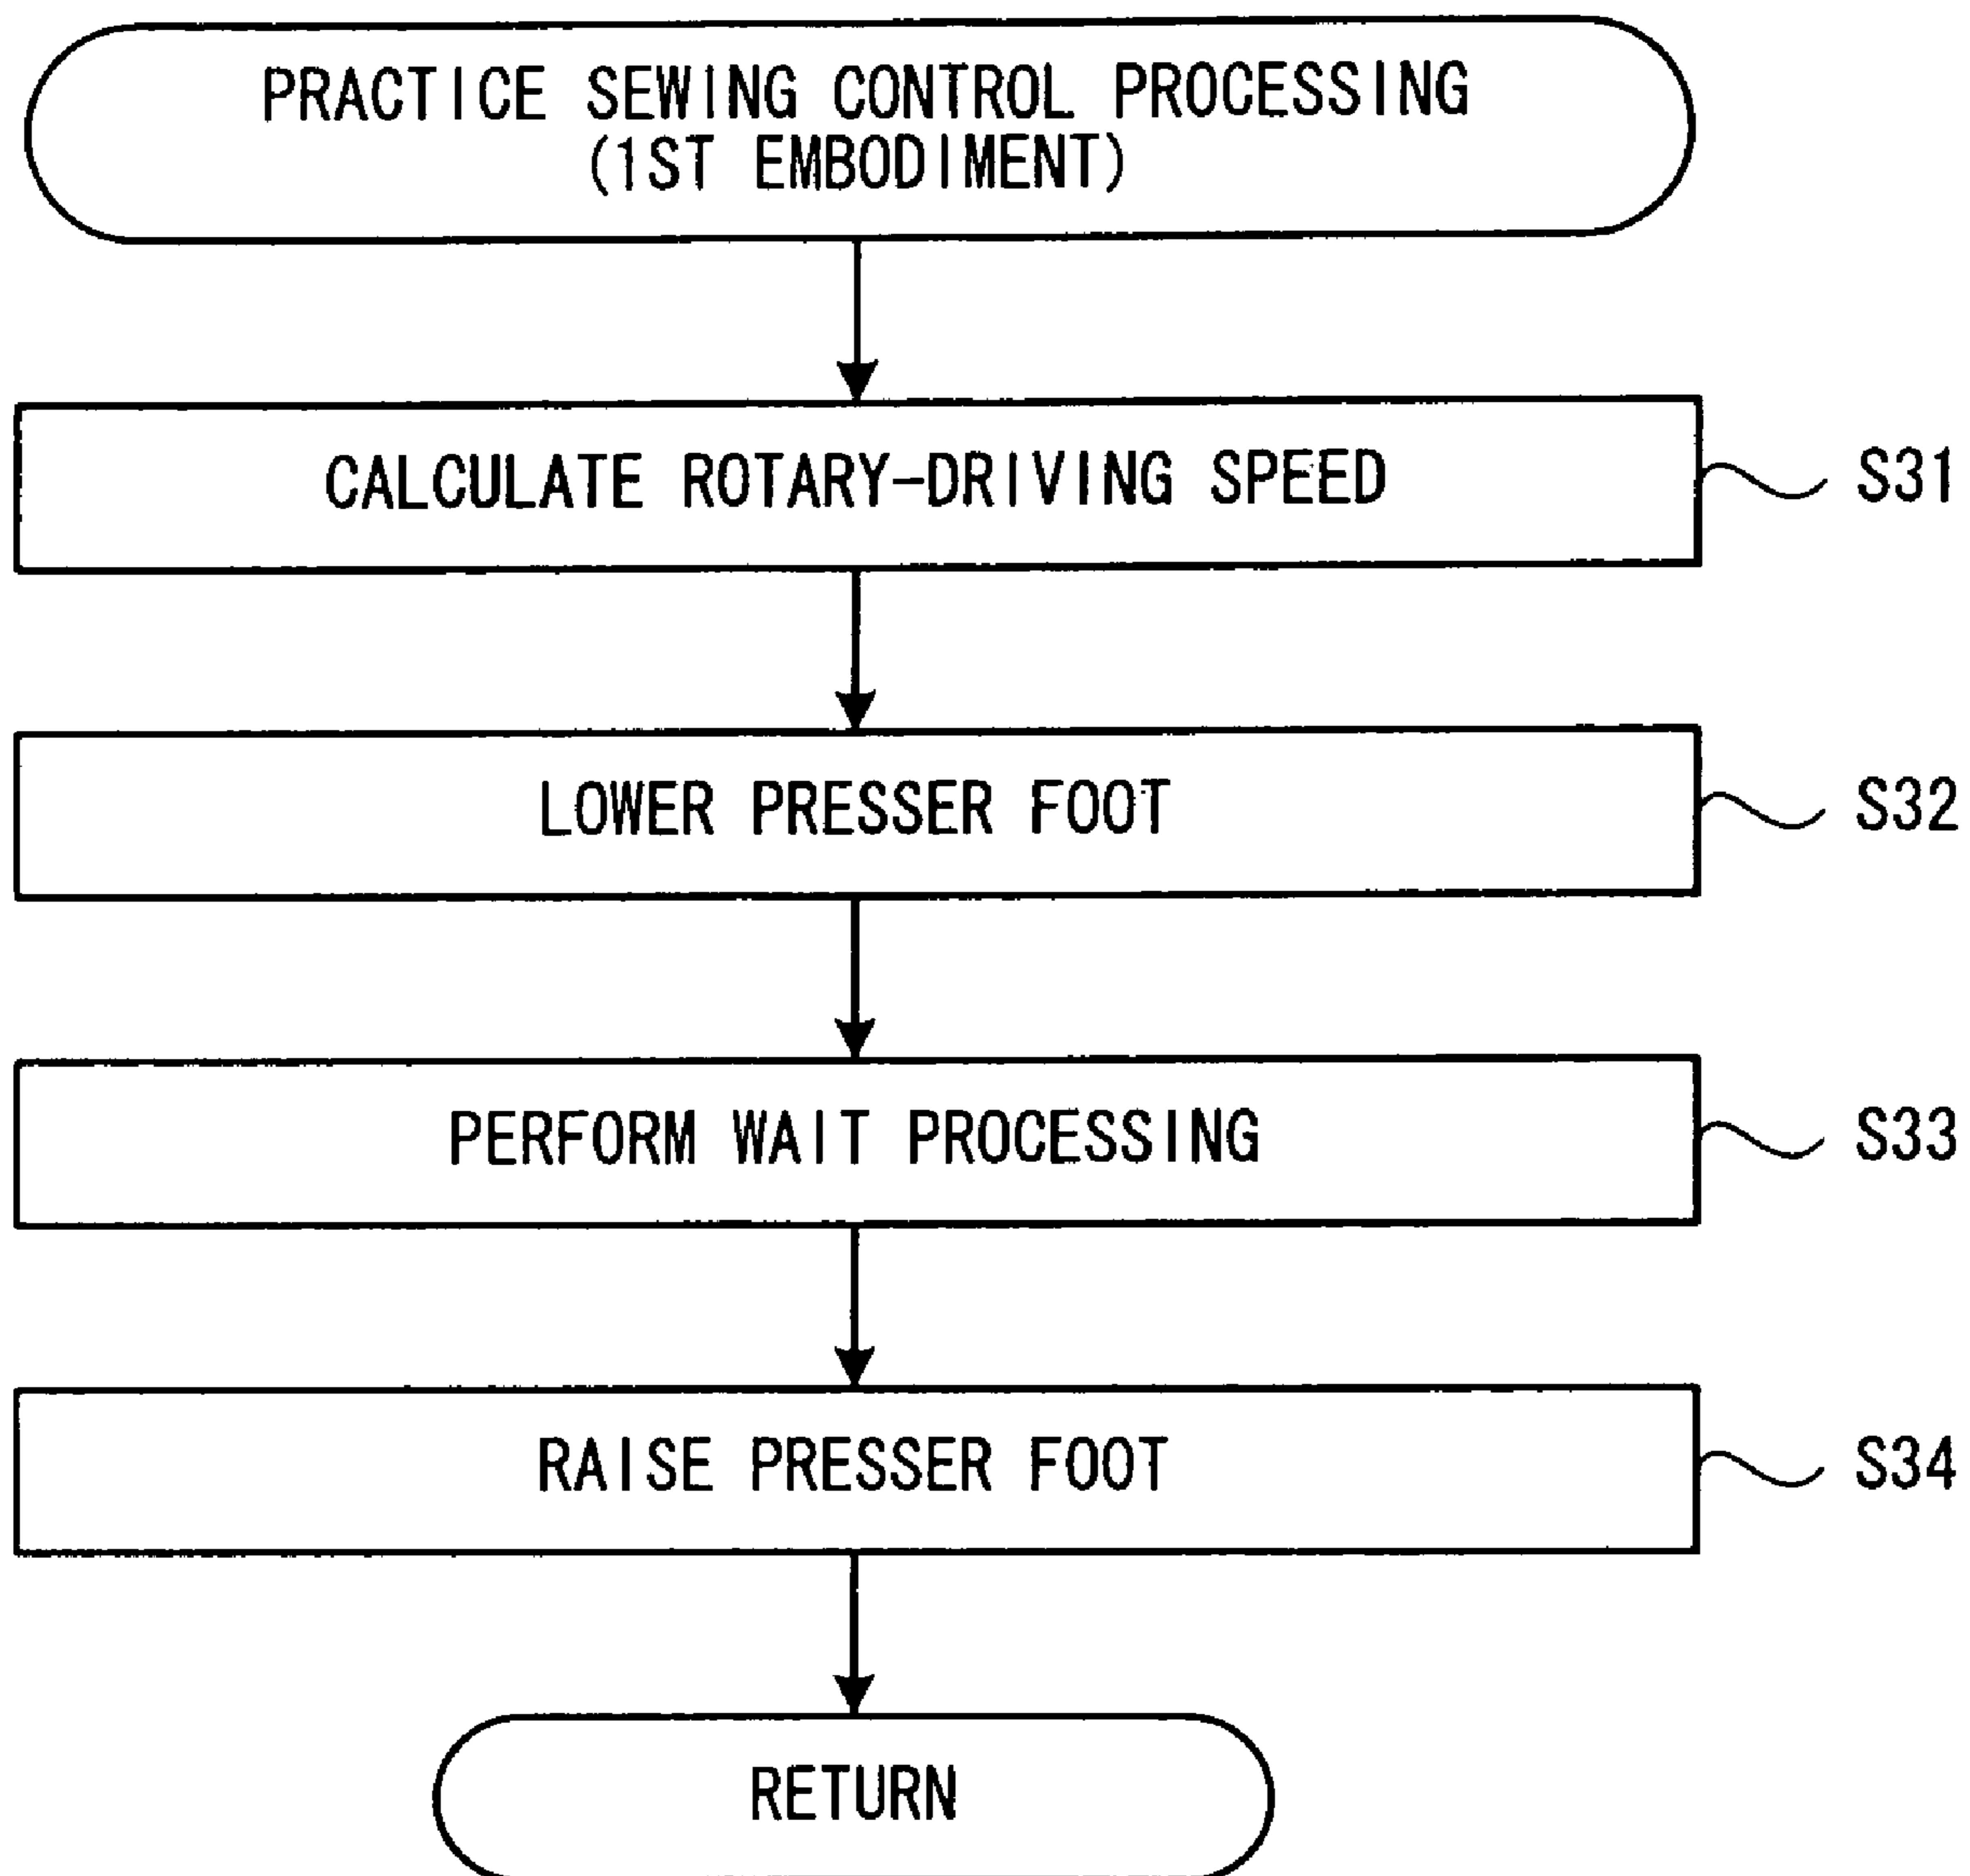 PRACTICE SEWING CONTROL PROCESSING
(1ST EMBODIMENT)
CALCULATE ROTARY-DRIVING SPEED
S31
LOWER PRESSER FOOT
S32
PERFORM WAIT PROCESSING
S33
RAISE PRESSER FOOT
S34
RETURN